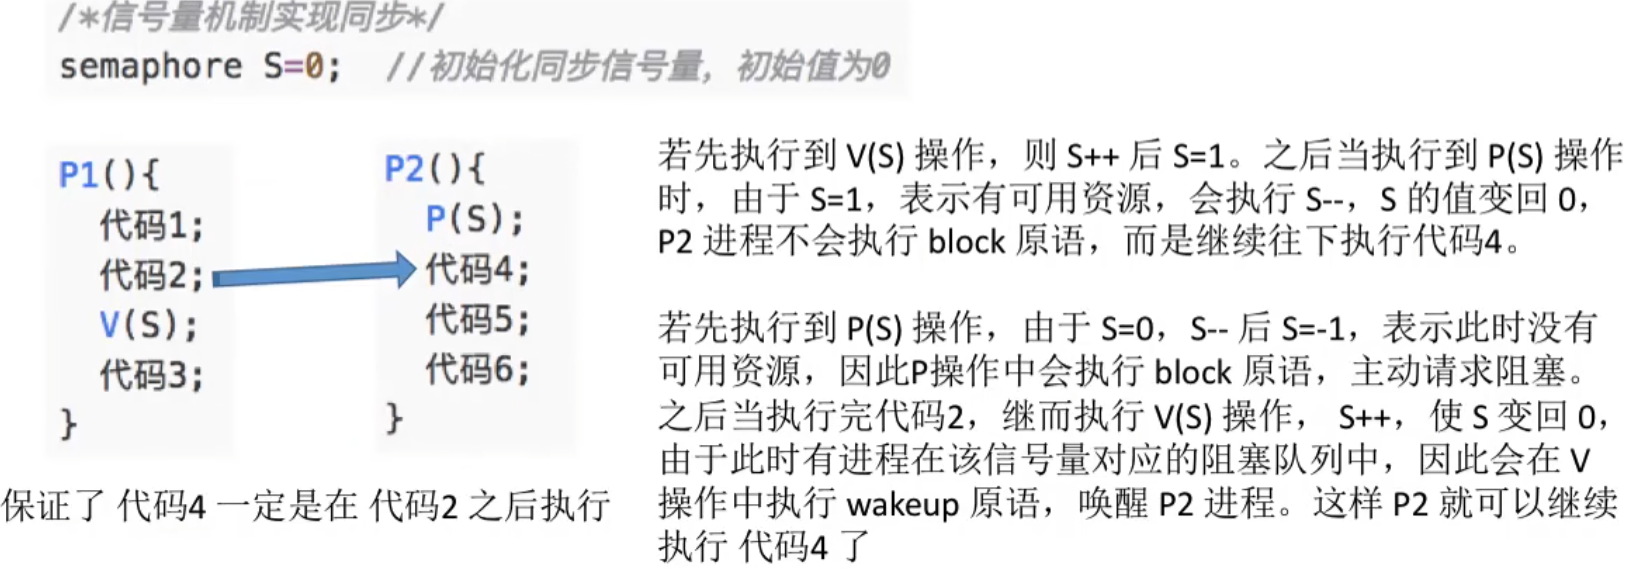 /*信号量机制实现同步*/
semaphore S=0;  //初始化同步信号量，初始值为0
P1(){
代码1;
代码2;
V(S);
代码3;
}
P2(){
P(S);
代码4;
代码5;
代码6;
}
保证了 代码4 一定是在 代码2 之后执行
若先执行到 V(S) 操作，则 S++ 后 S=1。之后当执行到 P(S) 操作
时，由于 S=1，表示有可用资源，会执行 S--，S 的值变回 0，
P2 进程不会执行 block 原语，而是继续往下执行代码4。
若先执行到 P(S) 操作，由于 S=0，S-- 后 S=-1，表示此时没有
可用资源，因此P操作中会执行 block 原语，主动请求阻塞。
之后当执行完代码2，继而执行 V(S) 操作， S++，使 S 变回 0，
由于此时有进程在该信号量对应的阻塞队列中，因此会在 V
操作中执行 wakeup 原语，唤醒 P2 进程。这样 P2 就可以继续
执行 代码4 了